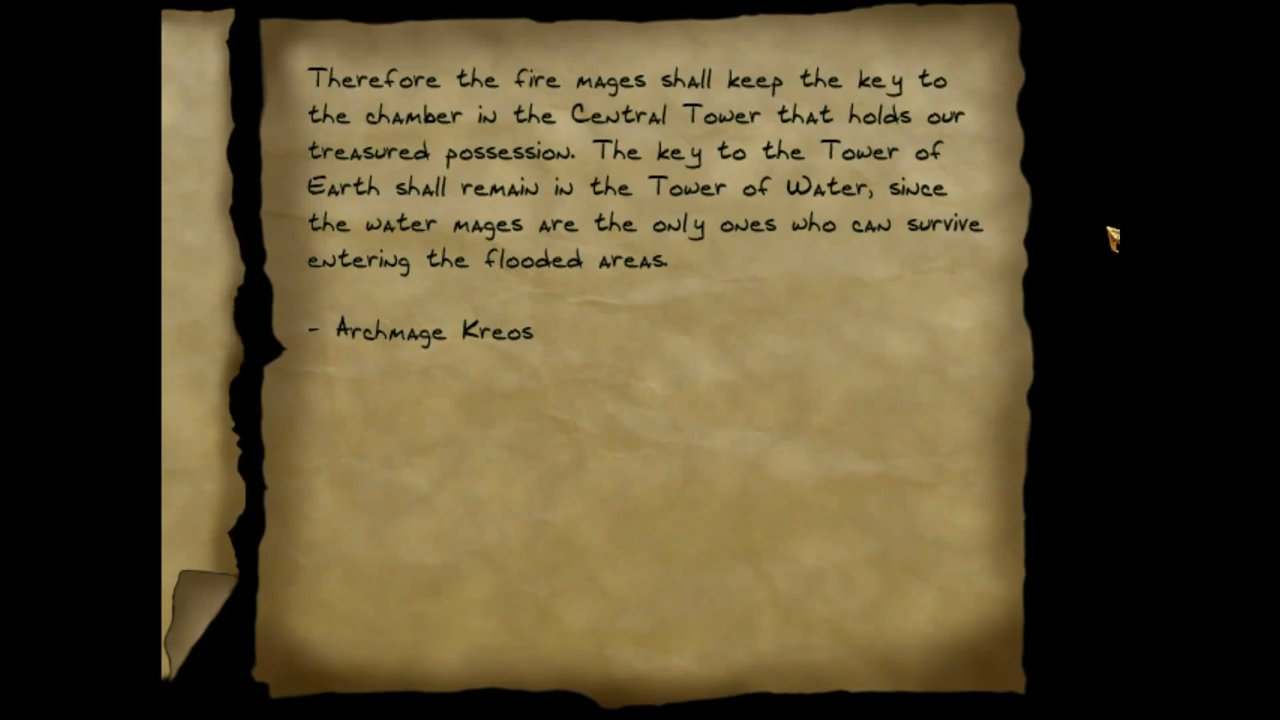 Therefore the fire mages shall keep the key to
the chamber in the Central Tower that holds our
treasured possession. The key to the Tower of
Earth shall remain in the Tower of Water, since
the water mages are the only ones who can survive
entering the flooded areas.
- Archmage Kreos